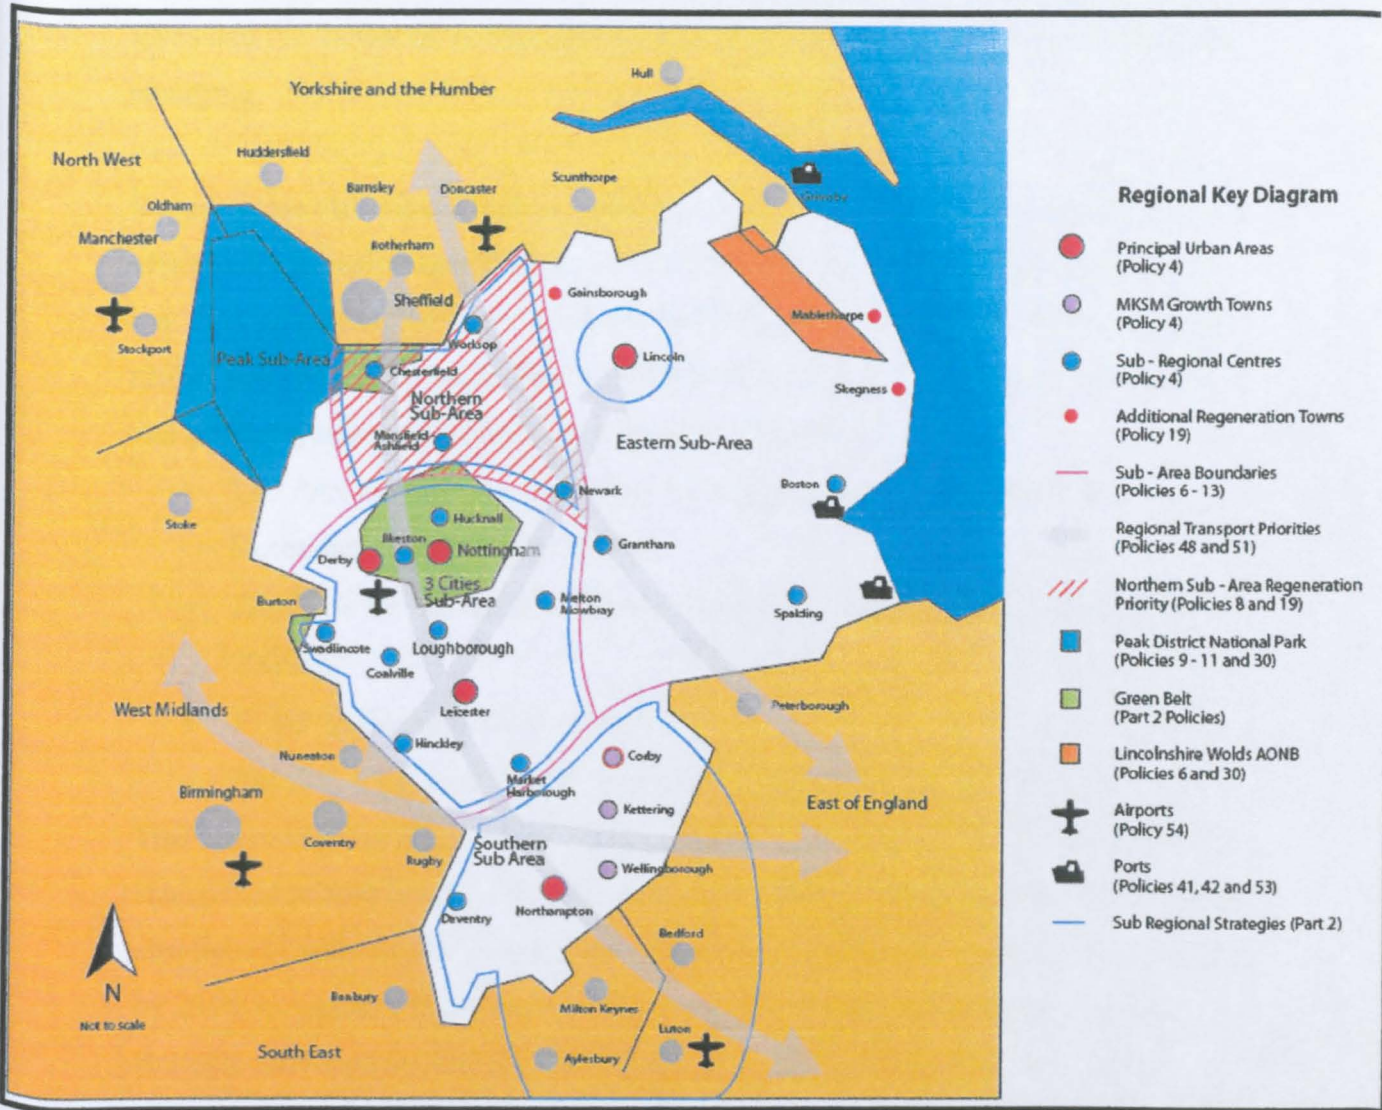 Yorkshire and the Humber
Hull
North West
Huddersfield
Barnsley
Doncaster
Scunthorpe
Grimsby
Oldham
Manchester
Rotherham
Sheffield
Gainsborough
Mablethorpe
Stockport
Worksop
Peak Sub-Area
Chesterfield
Lincoln
Northern
Sub-Area
Skegness
Mansfield-
Ashfield
Eastern Sub-Area
Newark
Boston
Stoke
Hucknall
Ilkeston
Nottingham
Grantham
Derby
3 Cities
Sub-Area
Burton
Melton
Mowbray
Spalding
Swadlincote
Loughborough
Coalville
West Midlands
Leicester
Peterborough
Nuneaton
Hinckley
Corby
Market
Harborough
Birmingham
Kettering
East of England
Coventry
Rugby
Southern
Sub Area
Wellingborough
Northampton
Daventry
Bedford
N
Not to scale
Banbury
Milton Keynes
South East
Luton
Aylesbury
Regional Key Diagram
Principal Urban Areas
(Policy 4)
MKSM Growth Towns
(Policy 4)
Sub - Regional Centres
(Policy 4)
Additional Regeneration Towns
(Policy 19)
Sub - Area Boundaries
(Policies 6 - 13)
Regional Transport Priorities
(Policies 48 and 51)
Northern Sub - Area Regeneration
Priority (Policies 8 and 19)
Peak District National Park
(Policies 9 - 11 and 30)
Green Belt
(Part 2 Policies)
Lincolnshire Wolds AONB
(Policies 6 and 30)
Airports
(Policy 54)
Ports
(Policies 41, 42 and 53)
Sub Regional Strategies (Part 2)